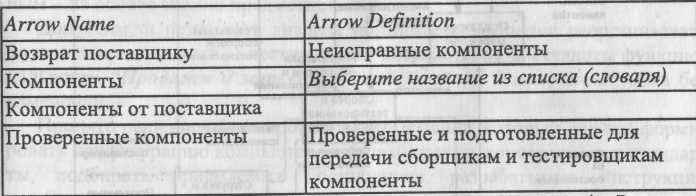 Arrow Name
Arrow Definition
Возврат поставщику
Неисправные компоненты
Компоненты
Выберите название из списка (словаря)
Компоненты от поставщика
Проверенные компоненты
Проверенные и подготовленные для
передачи сборщикам и тестировщикам
компоненты